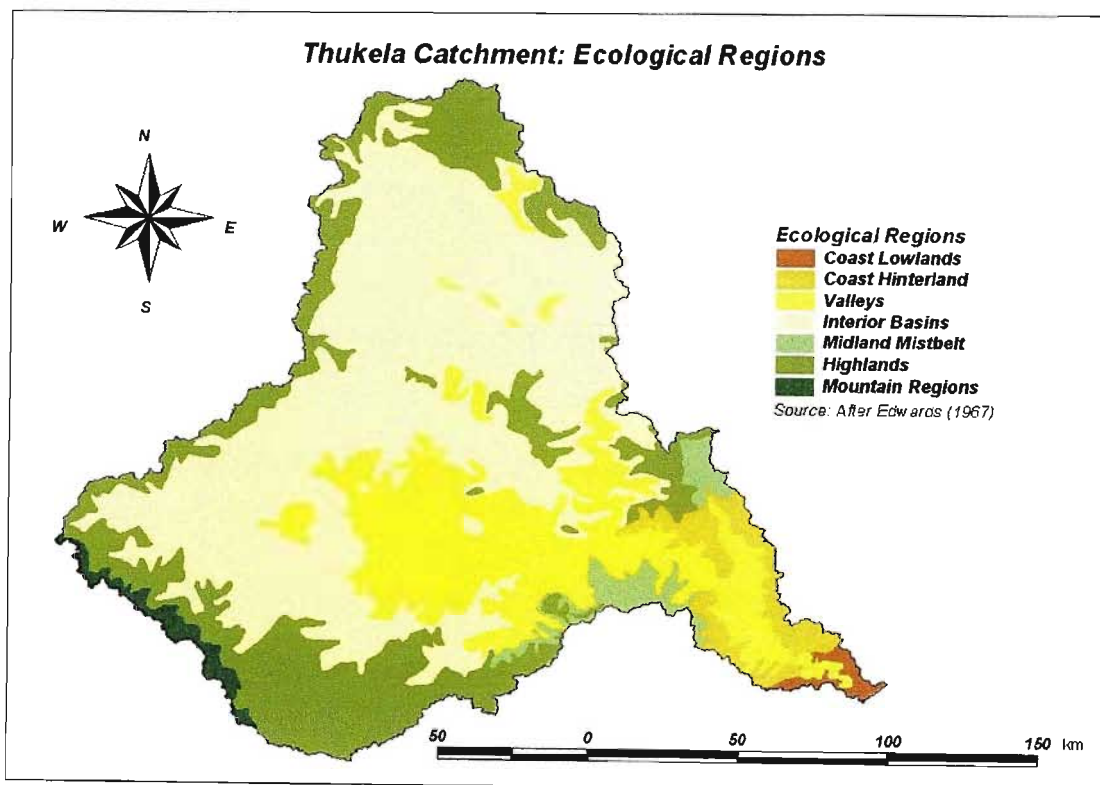 Thukela Catchment: Ecological Regions
N
W
E
S
Ecological Regions
Coast Lowlands
Coast Hinterland
Valleys
Interior Basins
Midland Mistbelt
Highlands
Mountain Regions
Source: After Edwards (1967)
50 0 50 100 150 km